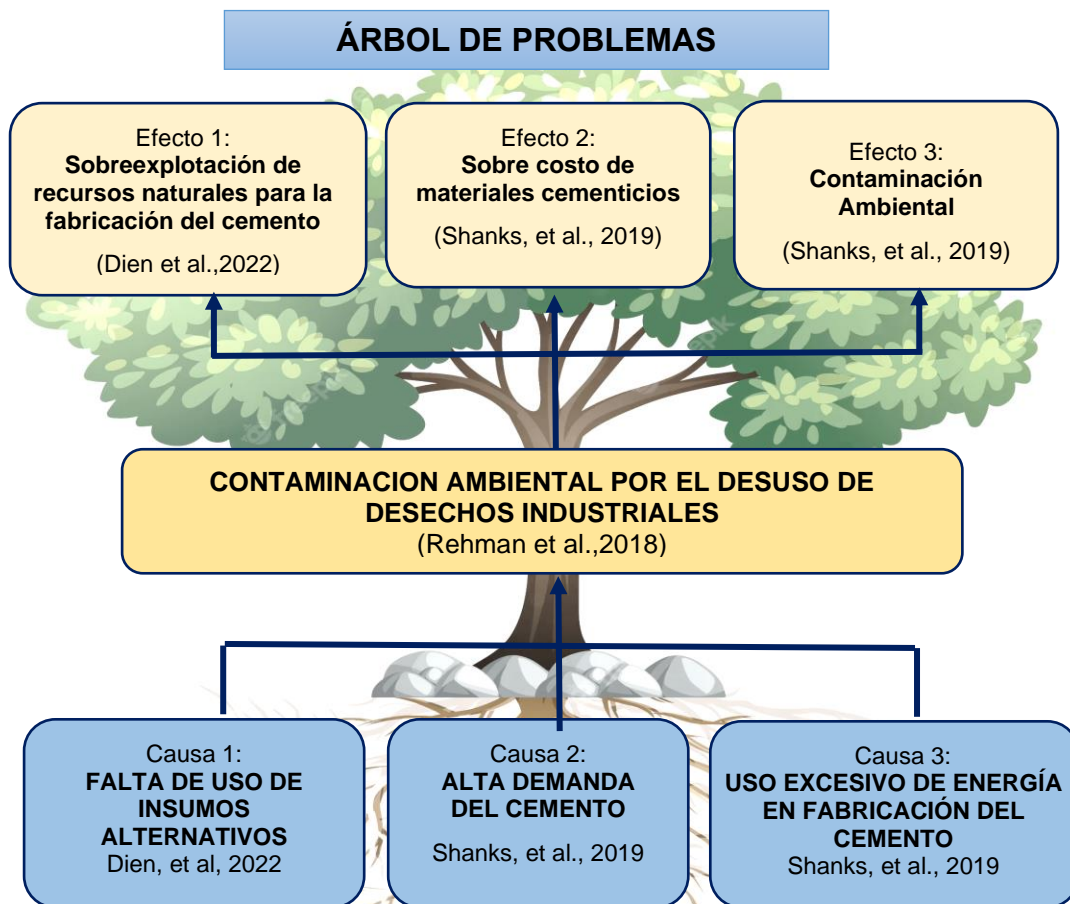 ÁRBOL DE PROBLEMAS
Efecto 1:
Sobreexplotación de
recursos naturales para la
fabricación del cemento
(Dien et al.,2022)
Efecto 2:
Sobre costo de
materiales cementicios
(Shanks, et al., 2019)
Efecto 3:
Contaminación
Ambiental
(Shanks, et al., 2019)
CONTAMINACION AMBIENTAL POR EL DESUSO DE
DESECHOS INDUSTRIALES
(Rehman et al.,2018)
Causa 1:
FALTA DE USO DE
INSUMOS
ALTERNATIVOS
Dien, et al, 2022
Causa 2:
ALTA DEMANDA
DEL CEMENTO
Shanks, et al., 2019
Causa 3:
USO EXCESIVO DE ENERGÍA
EN FABRICACIÓN DEL
CEMENTO
Shanks, et al., 2019